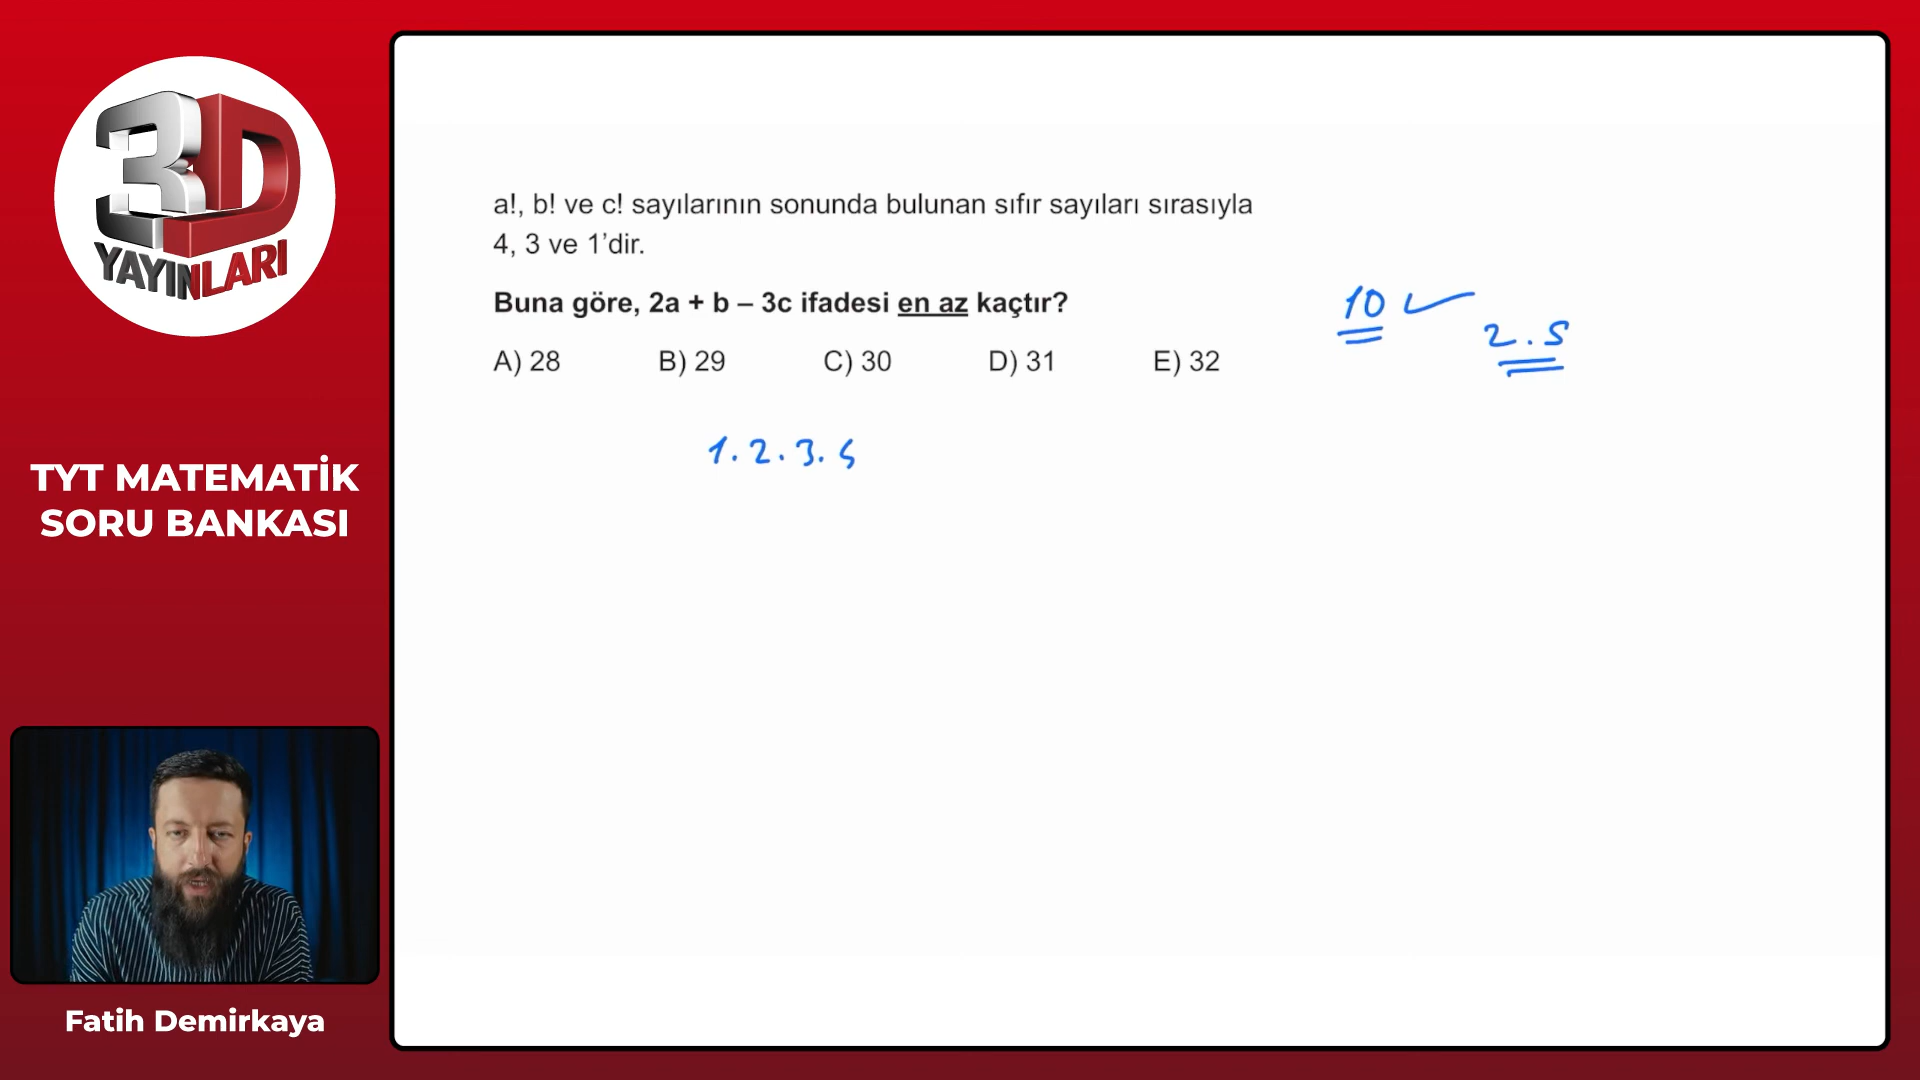 3D
YAYINLARI
TYT MATEMATİK
SORU BANKASI
Fatih Demirkaya
a!, b! ve c! sayılarının sonunda bulunan sıfır sayıları sırasıyla
4, 3 ve 1’dir.
Buna göre, 2a + b – 3c ifadesi en az kaçtır?
A) 28 B) 29 C) 30 D) 31 E) 32
10
2 . 5
1 . 2 . 3 .